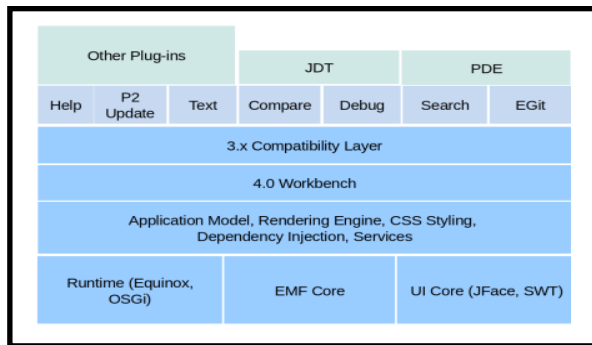 Other Plug-ins
JDT
PDE
Help
P2
Update
Text
Compare
Debug
Search
EGit
3.x Compatibility Layer
4.0 Workbench
Application Model, Rendering Engine, CSS Styling,
Dependency Injection, Services
Runtime (Equinox,
OSGi)
EMF Core
UI Core (JFace, SWT)